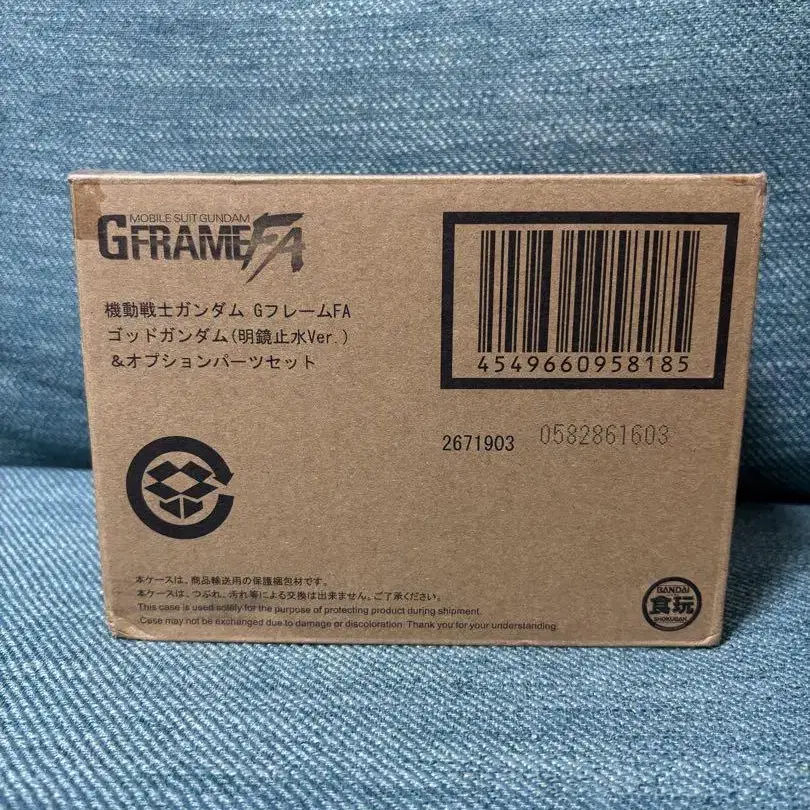 MOBILE SUIT GUNDAM
GFRAMEFA
機動戦士ガンダム GフレームFA
ゴッドガンダム(明鏡止水Ver.)
&オプションパーツセット
4549660958185
2671903 0582861603
本ケースは、商品輸送用の保護梱包材です。
本ケースは、つぶれ、汚れ等による交換は出来ません。ご了承ください。
This case is used solely for the purpose of protecting product during shipment.
Case may not be exchanged due to damage or discoloration. Thank you for your understanding.
BANDAI
食玩
SHOKUGAN